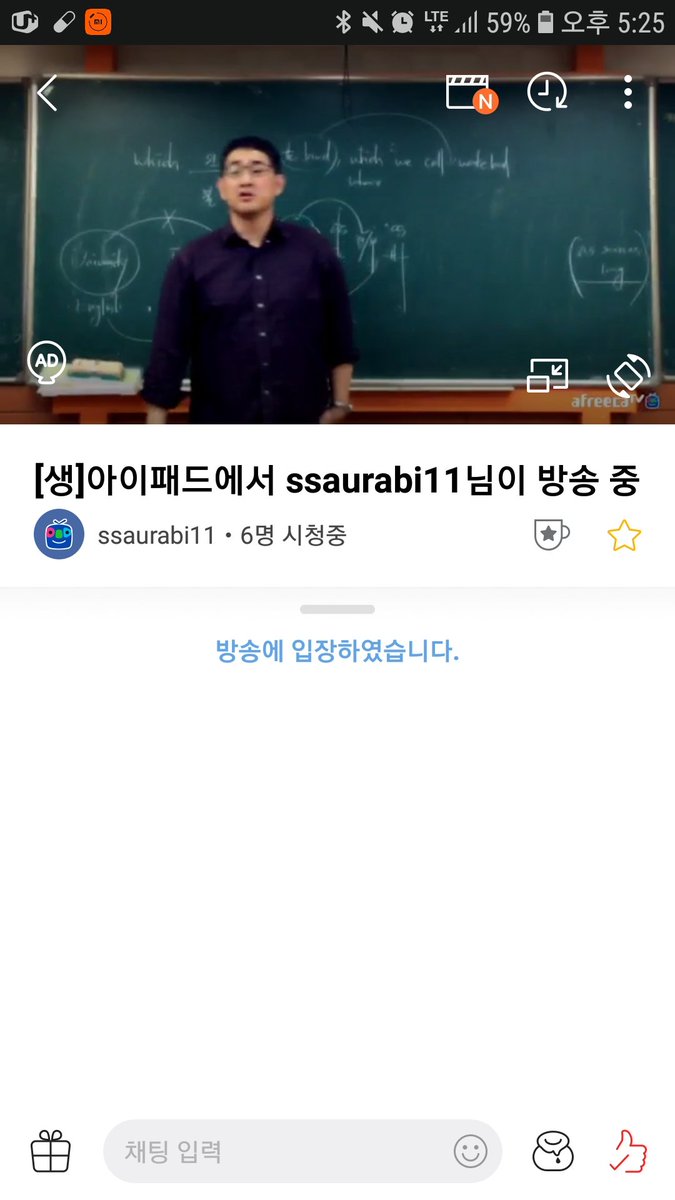 LTE 59% 오후 5:25
N
which
which we call
University
AD
afreecaTV
[생]아이패드에서 ssaurabi11님이 방송 중
ssaurabi11 • 6명 시청중
방송에 입장하였습니다.
채팅 입력